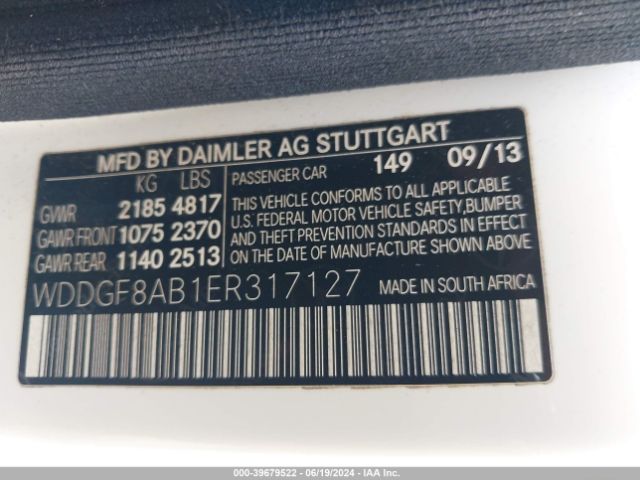 MFD BY DAIMLER AG STUTTGART
KG LBS
GVWR 2185 4817
GAWR FRONT 1075 2370
GAWR REAR 1140 2513
PASSENGER CAR 149 09/13
THIS VEHICLE CONFORMS TO ALL APPLICABLE
U.S. FEDERAL MOTOR VEHICLE SAFETY,BUMPER
AND THEFT PREVENTION STANDARDS IN EFFECT
ON THE DATE OF MANUFACTURE SHOWN ABOVE.
WDDGF8AB1ER317127 MADE IN SOUTH AFRICA
000-39679522 - 06/19/2024 - IAAI.com